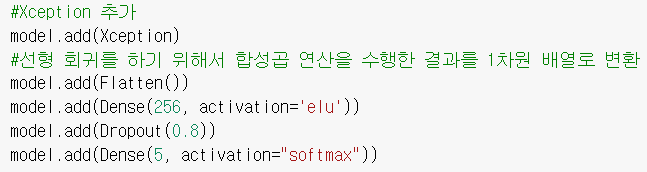 #Xception 추가
model.add(Xception)
#선형 회귀를 하기 위해서 합성곱 연산을 수행한 결과를 1차원 배열로 변환
model.add(Flatten())
model.add(Dense(256, activation='elu'))
model.add(Dropout(0.8))
model.add(Dense(5, activation="softmax"))